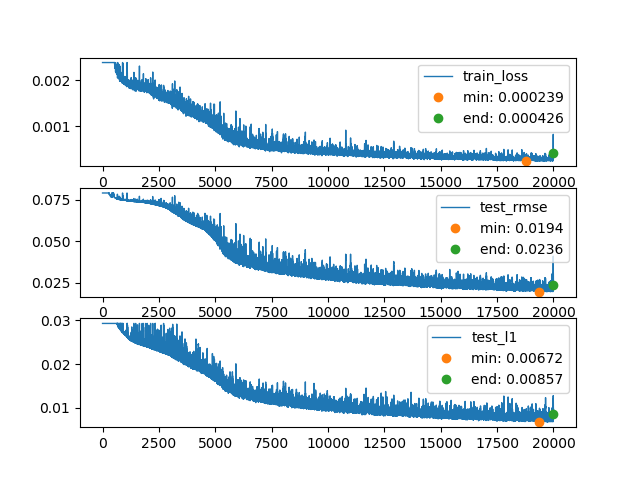 0.002
0.001
train_loss
min: 0.000239
end: 0.000426
0 2500 5000 7500 10000 12500 15000 17500 20000
0.075
0.050
0.025
test_rmse
min: 0.0194
end: 0.0236
0 2500 5000 7500 10000 12500 15000 17500 20000
0.03
0.02
0.01
test_l1
min: 0.00672
end: 0.00857
0 2500 5000 7500 10000 12500 15000 17500 20000